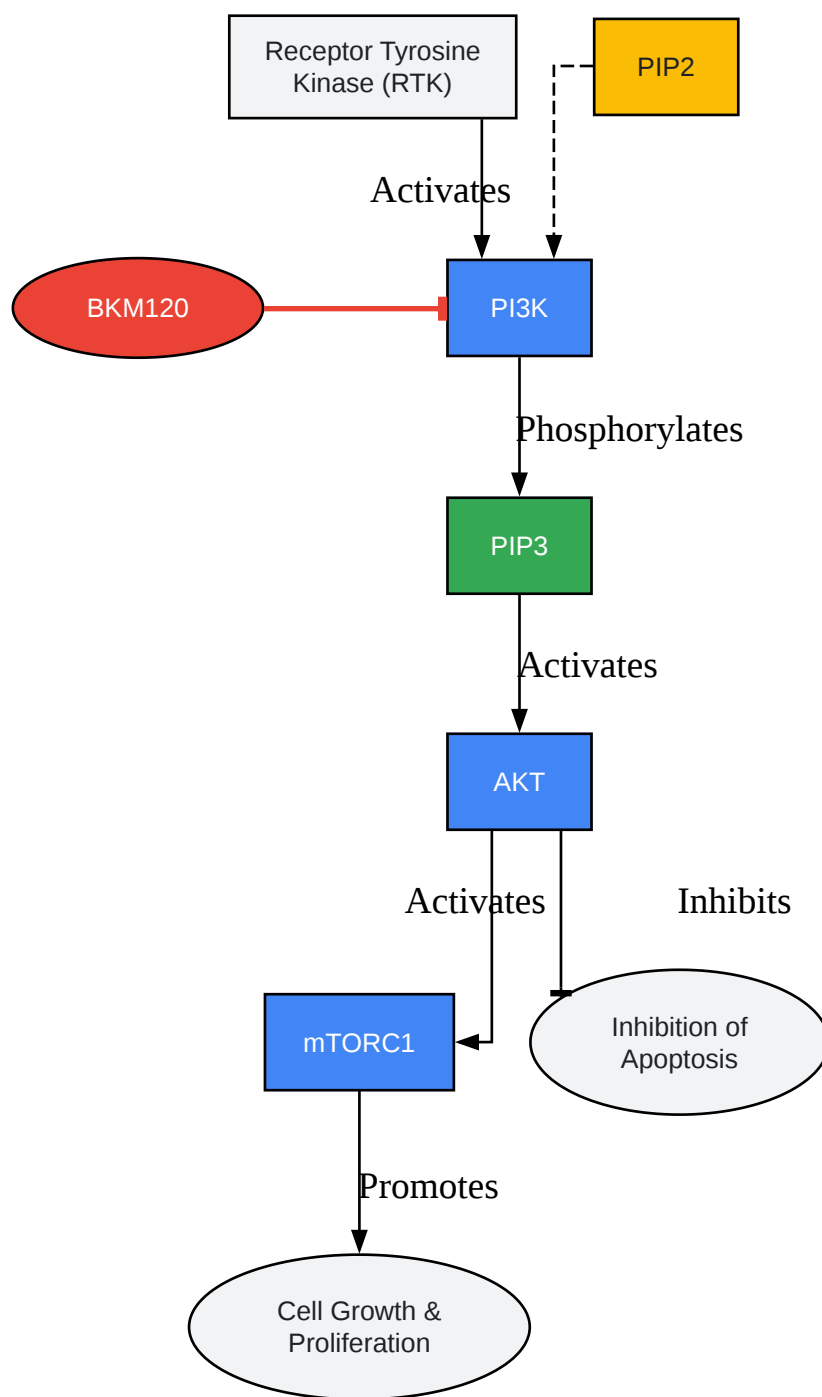 Receptor Tyrosine
Kinase (RTK)
PIP2
Activates
BKM120
PI3K
Phosphorylates
PIP3
Activates
AKT
Activates
Inhibits
mTORC1
Inhibition of
Apoptosis
Promotes
Cell Growth &
Proliferation